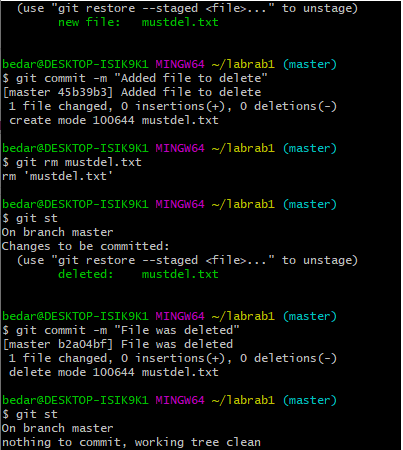 (use "git restore --staged <file>..." to unstage)
new file:   mustdel.txt
bedar@DESKTOP-ISIK9K1 MINGW64 ~/labrab1 (master)
$ git commit -m "Added file to delete"
[master 45b39b3] Added file to delete
1 file changed, 0 insertions(+), 0 deletions(-)
create mode 100644 mustdel.txt
bedar@DESKTOP-ISIK9K1 MINGW64 ~/labrab1 (master)
$ git rm mustdel.txt
rm 'mustdel.txt'
bedar@DESKTOP-ISIK9K1 MINGW64 ~/labrab1 (master)
$ git st
On branch master
Changes to be committed:
(use "git restore --staged <file>..." to unstage)
deleted:    mustdel.txt
bedar@DESKTOP-ISIK9K1 MINGW64 ~/labrab1 (master)
$ git commit -m "File was deleted"
[master b2a04bf] File was deleted
1 file changed, 0 insertions(+), 0 deletions(-)
delete mode 100644 mustdel.txt
bedar@DESKTOP-ISIK9K1 MINGW64 ~/labrab1 (master)
$ git st
On branch master
nothing to commit, working tree clean